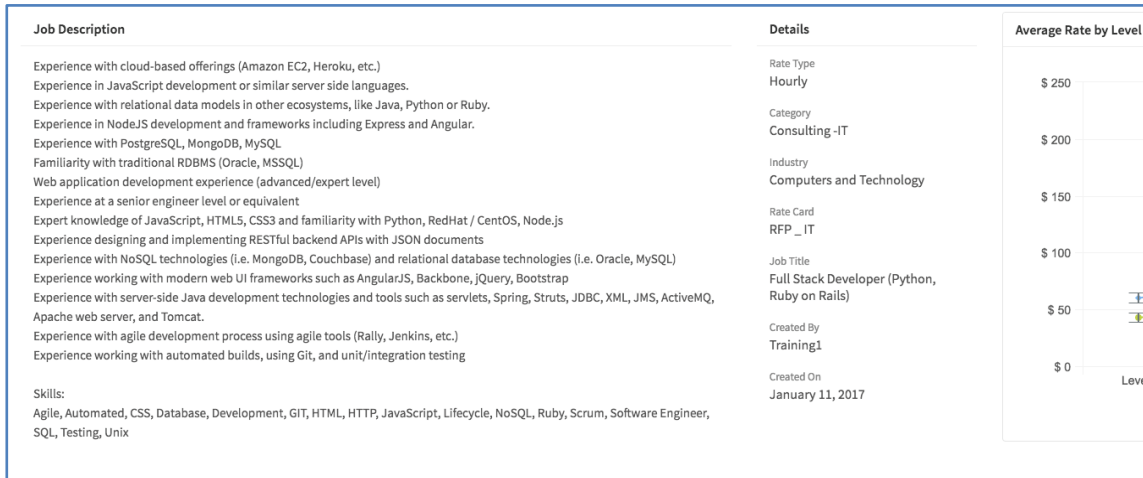 Job Description
Experience with cloud-based offerings (Amazon EC2, Heroku, etc.)
Experience in JavaScript development or similar server side languages.
Experience with relational data models in other ecosystems, like Java, Python or Ruby.
Experience in NodeJS development and frameworks including Express and Angular.
Experience with PostgreSQL, MongoDB, MySQL
Familiarity with traditional RDBMS (Oracle, MSSQL)
Web application development experience (advanced/expert level)
Experience at a senior engineer level or equivalent
Expert knowledge of JavaScript, HTML5, CSS3 and familiarity with Python, RedHat / CentOS, Node.js
Experience designing and implementing RESTful backend APIs with JSON documents
Experience with NoSQL technologies (i.e. MongoDB, Couchbase) and relational database technologies (i.e. Oracle, MySQL)
Experience working with modern web UI frameworks such as AngularJS, Backbone, jQuery, Bootstrap
Experience with server-side Java development technologies and tools such as servlets, Spring, Struts, JDBC, XML, JMS, ActiveMQ,
Apache web server, and Tomcat.
Experience with agile development process using agile tools (Rally, Jenkins, etc.)
Experience working with automated builds, using Git, and unit/integration testing
Skills:
Agile, Automated, CSS, Database, Development, GIT, HTML, HTTP, JavaScript, Lifecycle, NoSQL, Ruby, Scrum, Software Engineer,
SQL, Testing, Unix
Details
Rate Type
Hourly
Category
Consulting -IT
Industry
Computers and Technology
Rate Card
RFP _ IT
Job Title
Full Stack Developer (Python,
Ruby on Rails)
Created By
Training1
Created On
January 11, 2017
Average Rate by Level
$ 250
$ 200
$ 150
$ 100
$ 50
$ 0